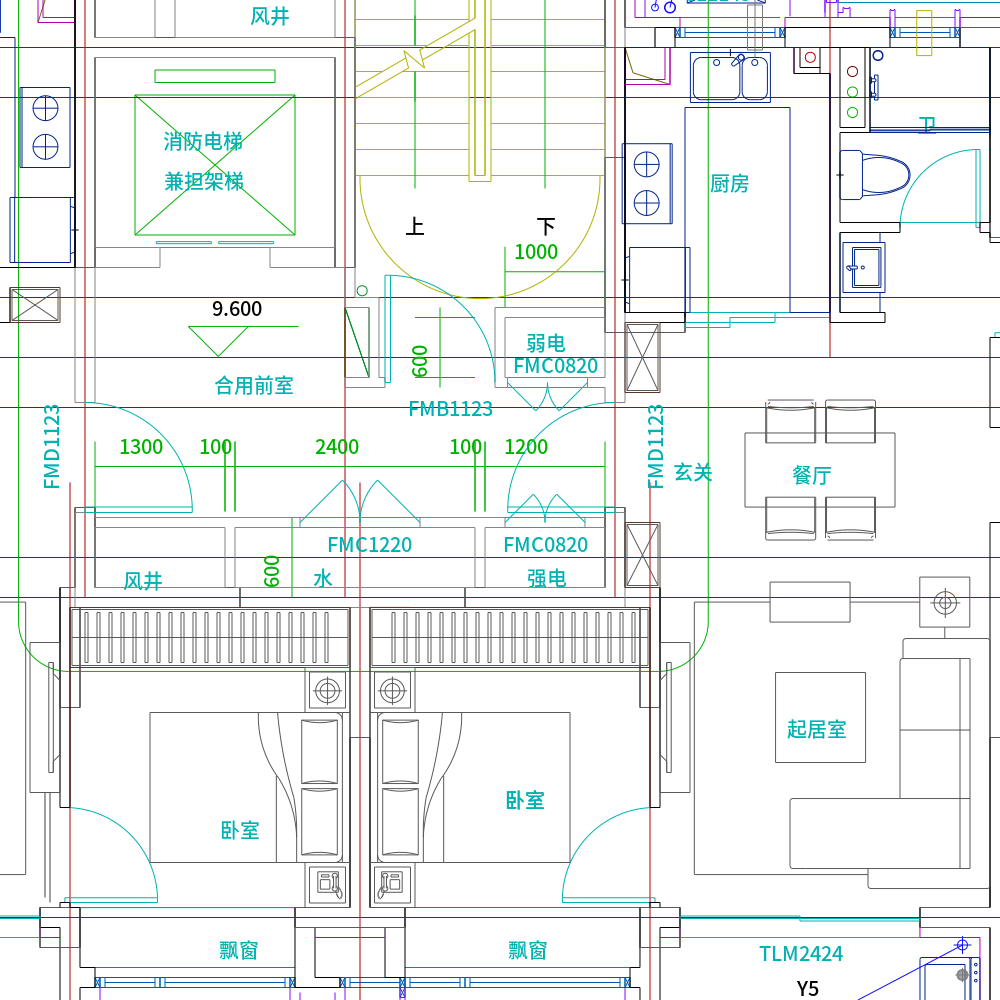 风井
消防电梯
兼担架梯
卫
厨房
上
下
1000
9.600
弱电
FMC0820
600
合用前室
FMB1123
FMD1123
FMD1123
1300
100
2400
100
1200
玄关
餐厅
FMC1220
FMC0820
600
风井
水
强电
起居室
卧室
卧室
飘窗
飘窗
TLM2424
Y5